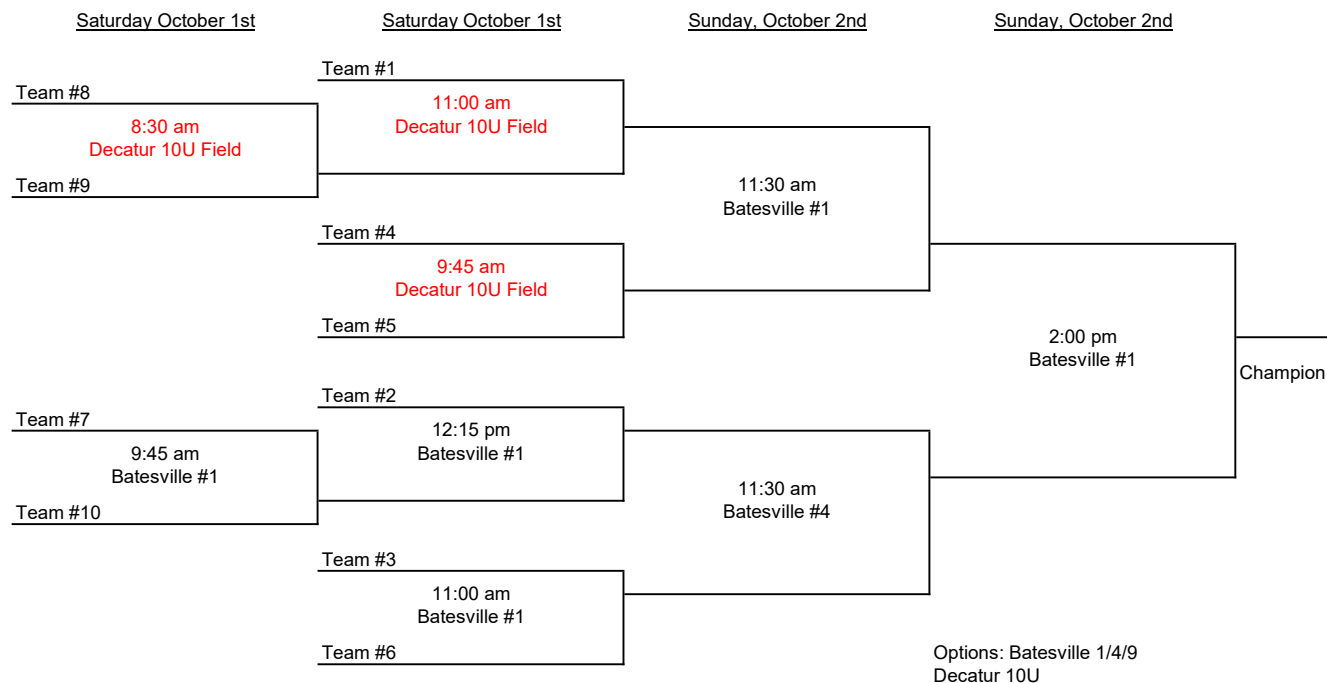 Saturday October 1st
Saturday October 1st
Sunday, October 2nd
Sunday, October 2nd
Team #1
Team #8
11:00 am
Decatur 10U Field
8:30 am
Decatur 10U Field
Team #9
11:30 am
Batesville #1
Team #4
9:45 am
Decatur 10U Field
Team #5
2:00 pm
Batesville #1
Champion
Team #2
Team #7
12:15 pm
Batesville #1
9:45 am
Batesville #1
11:30 am
Batesville #4
Team #10
Team #3
11:00 am
Batesville #1
Team #6
Options: Batesville 1/4/9
Decatur 10U